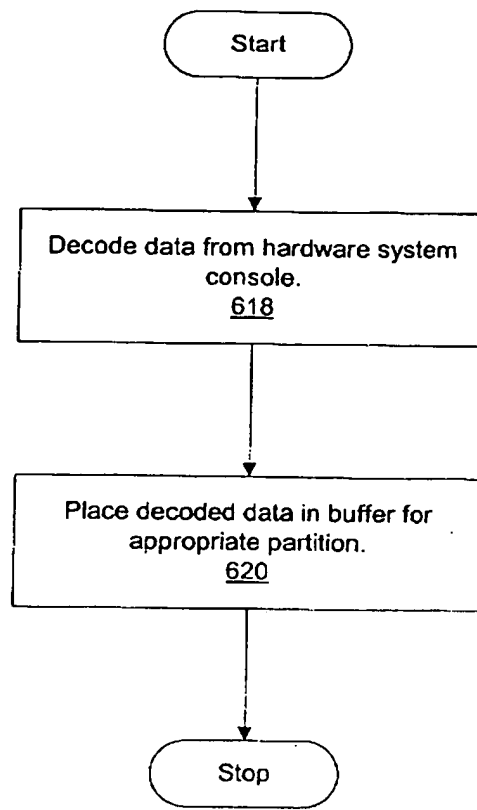 Start
Decode data from hardware system
console.
618
Place decoded data in buffer for
appropriate partition.
620
Stop